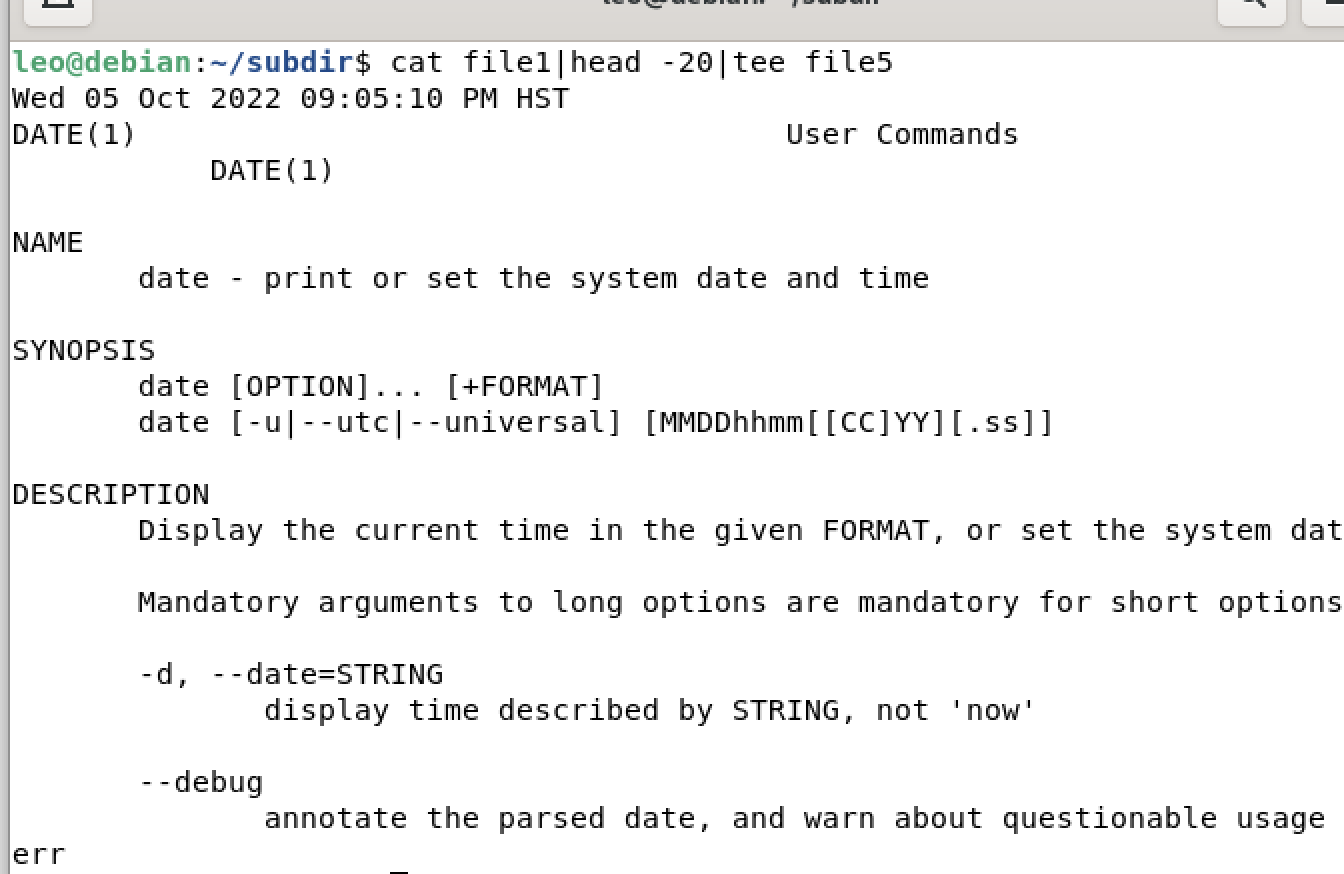 leo@debian:~/subdir$ cat file1|head -20|tee file5
Wed 05 Oct 2022 09:05:10 PM HST
DATE(1)                                    User Commands
           DATE(1)
NAME
       date - print or set the system date and time
SYNOPSIS
       date [OPTION]... [+FORMAT]
       date [-u|--utc|--universal] [MMDDhhmm[[CC]YY][.ss]]
DESCRIPTION
       Display the current time in the given FORMAT, or set the system dat
       Mandatory arguments to long options are mandatory for short options
       -d, --date=STRING
              display time described by STRING, not 'now'
       --debug
              annotate the parsed date, and warn about questionable usage
err